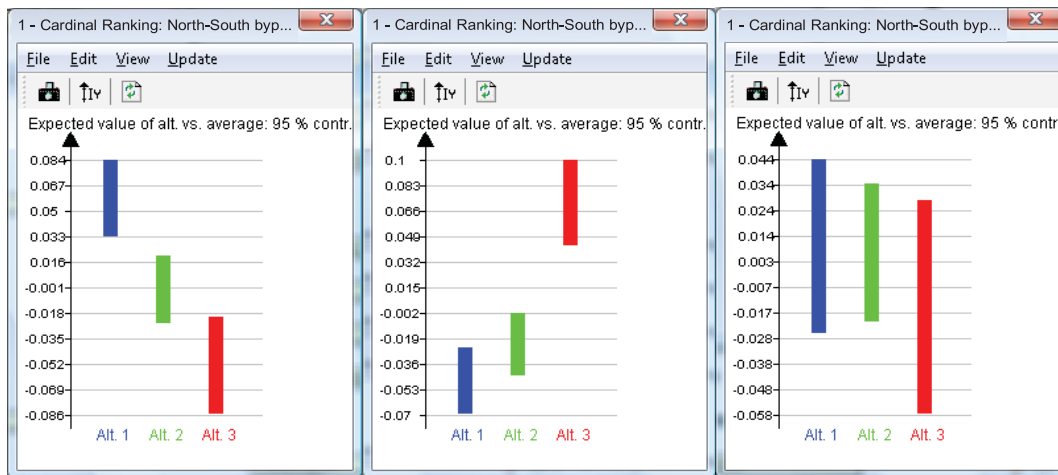 1 - Cardinal Ranking: North-South byp...
File Edit View Update
Expected value of alt. vs. average: 95 % contr.
0.084
0.067
0.05
0.033
0.016
-0.001
-0.018
-0.035
-0.052
-0.069
-0.086
Alt. 1 Alt. 2 Alt. 3
1 - Cardinal Ranking: North-South byp...
File Edit View Update
Expected value of alt. vs. average: 95 % contr.
0.1
0.083
0.066
0.049
0.032
0.015
-0.002
-0.019
-0.036
-0.053
-0.07
Alt. 1 Alt. 2 Alt. 3
1 - Cardinal Ranking: North-South byp...
File Edit View Update
Expected value of alt. vs. average: 95 % contr
0.044
0.034
0.024
0.014
0.003
-0.007
-0.017
-0.028
-0.038
-0.048
-0.058
Alt. 1 Alt. 2 Alt. 3